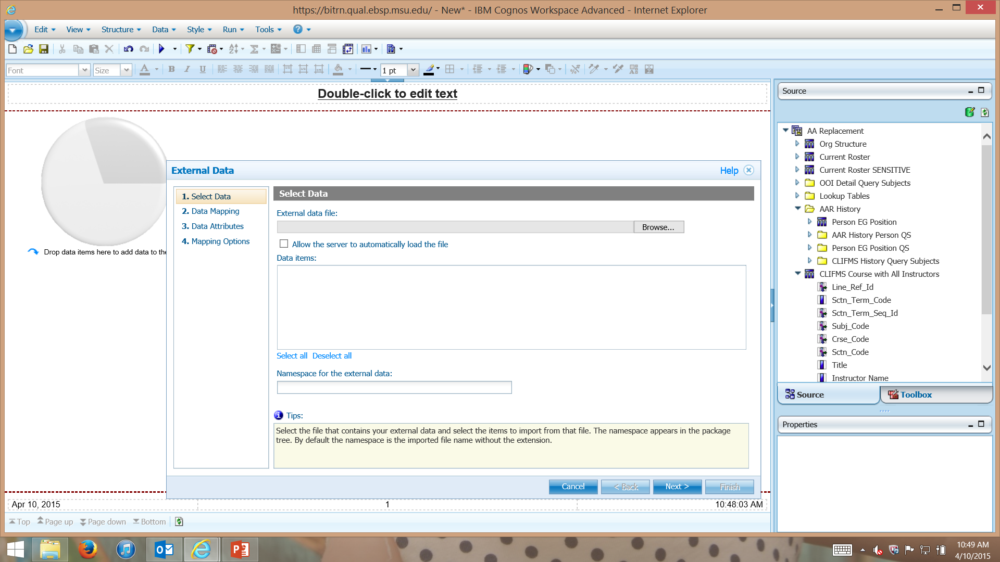 https://bitrn.qual.ebsp.msu.edu/ - New* - IBM Cognos Workspace Advanced - Internet Explorer
Edit View Structure Data Style Run Tools
Font Size 1 pt
Double-click to edit text
Drop data items here to add data to the
External Data Help
1. Select Data
2. Data Mapping
3. Data Attributes
4. Mapping Options
Select Data
External data file:
Browse...
Allow the server to automatically load the file
Data items:
Select all Deselect all
Namespace for the external data:
Tips:
Select the file that contains your external data and select the items to import from that file. The namespace appears in the package
tree. By default the namespace is the imported file name without the extension.
Cancel < Back Next > Finish
Apr 10, 2015 1 10:48:03 AM
Top Page up Page down Bottom
Source
AA Replacement
Org Structure
Current Roster
Current Roster SENSITIVE
OOI Detail Query Subjects
Lookup Tables
AAR History
Person EG Position
AAR History Person QS
Person EG Position QS
CLIFMS History Query Subjects
CLIFMS Course with All Instructors
Line_Ref_Id
Sctn_Term_Code
Sctn_Term_Seq_Id
Subj_Code
Crse_Code
Sctn_Code
Title
Instructor Name
Source Toolbox
Properties
10:49 AM
4/10/2015